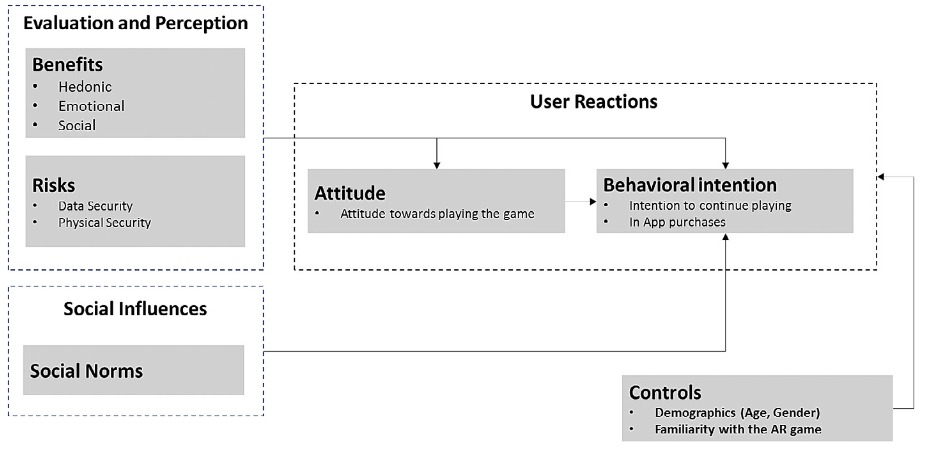 Evaluation and Perception
Benefits
• Hedonic
• Emotional
• Social
Risks
• Data Security
• Physical Security
Social Influences
Social Norms
User Reactions
Attitude
• Attitude towards playing the game
Behavioral intention
• Intention to continue playing
• In App purchases
Controls
• Demographics (Age, Gender)
• Familiarity with the AR game